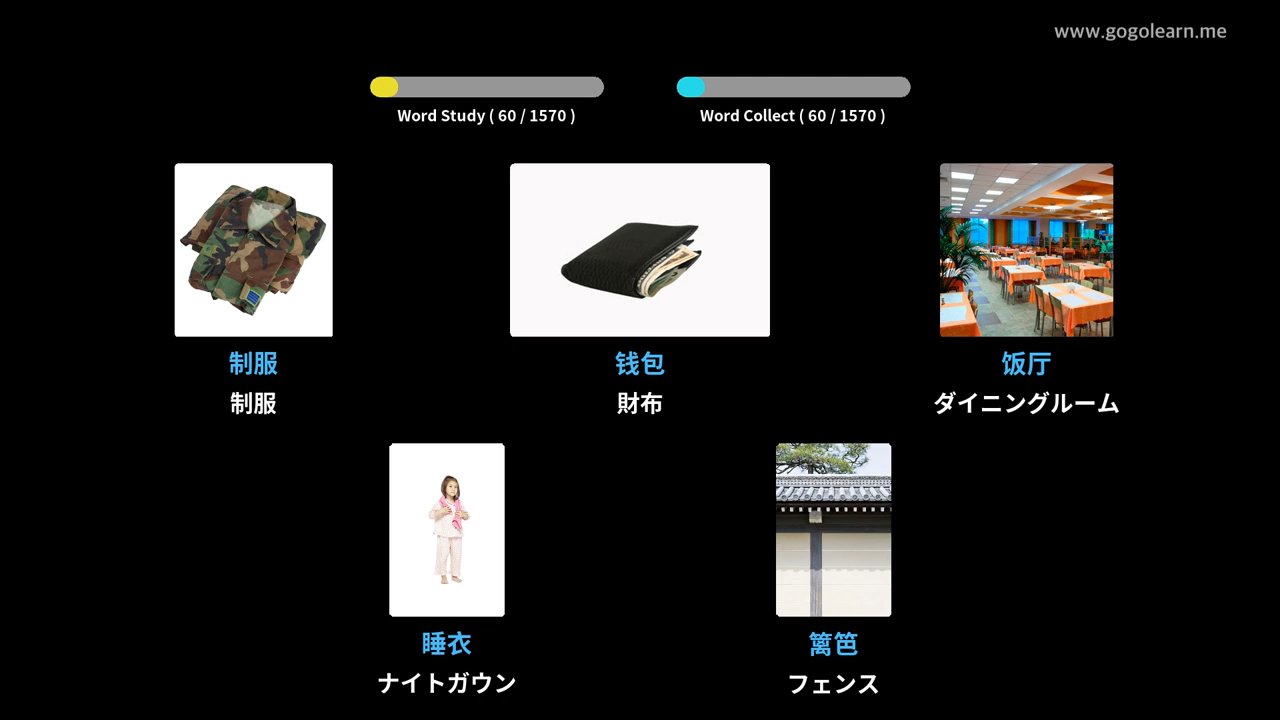 www.gogolearn.me
Word Study ( 60 / 1570 )
Word Collect ( 60 / 1570 )
制服
钱包
饭厅
制服
財布
ダイニングルーム
睡衣
篱笆
ナイトガウン
フェンス